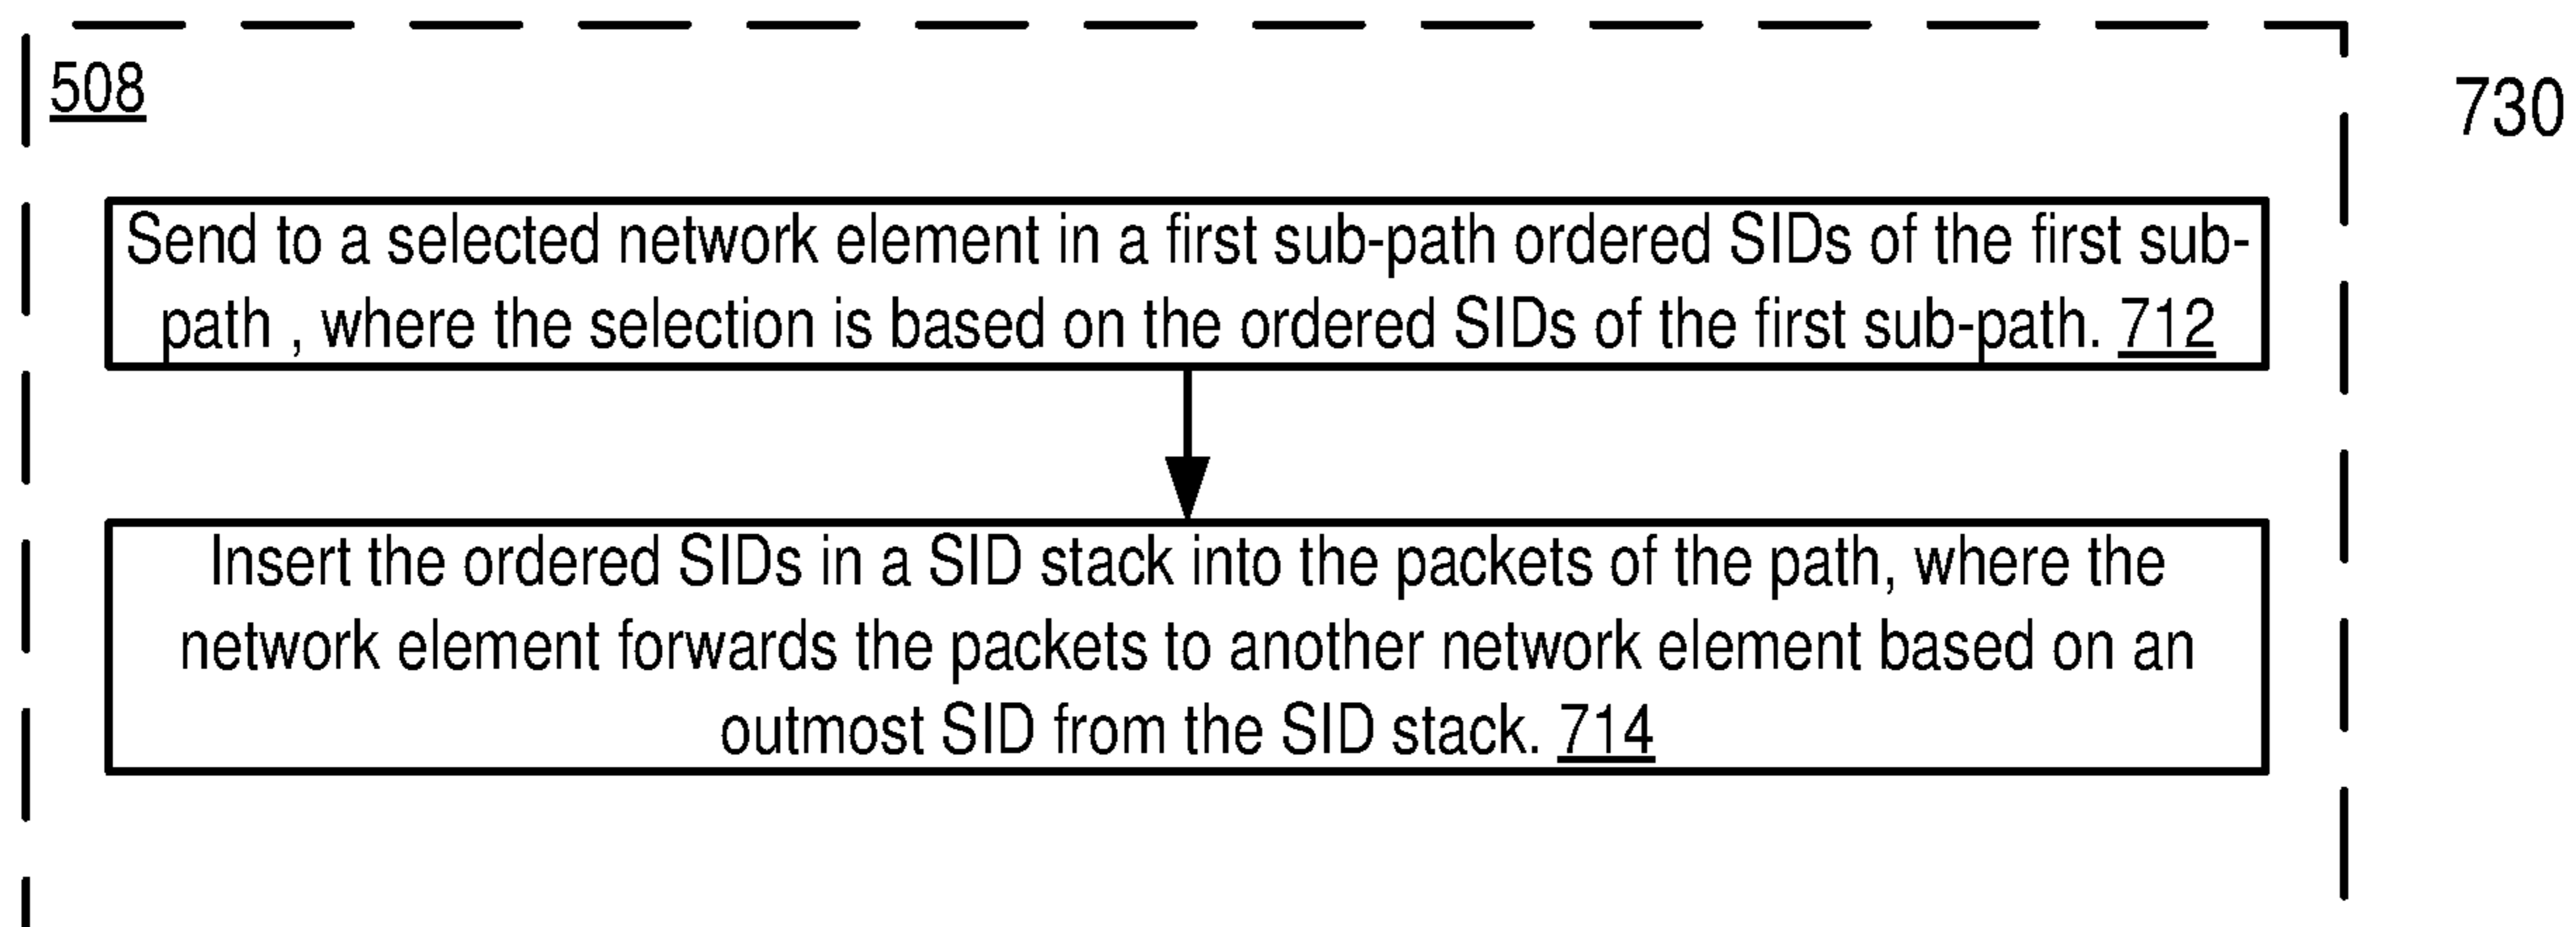 508
730
Send to a selected network element in a first sub-path ordered SIDs of the first sub-
path , where the selection is based on the ordered SIDs of the first sub-path. 712
Insert the ordered SIDs in a SID stack into the packets of the path, where the
network element forwards the packets to another network element based on an
outmost SID from the SID stack. 714